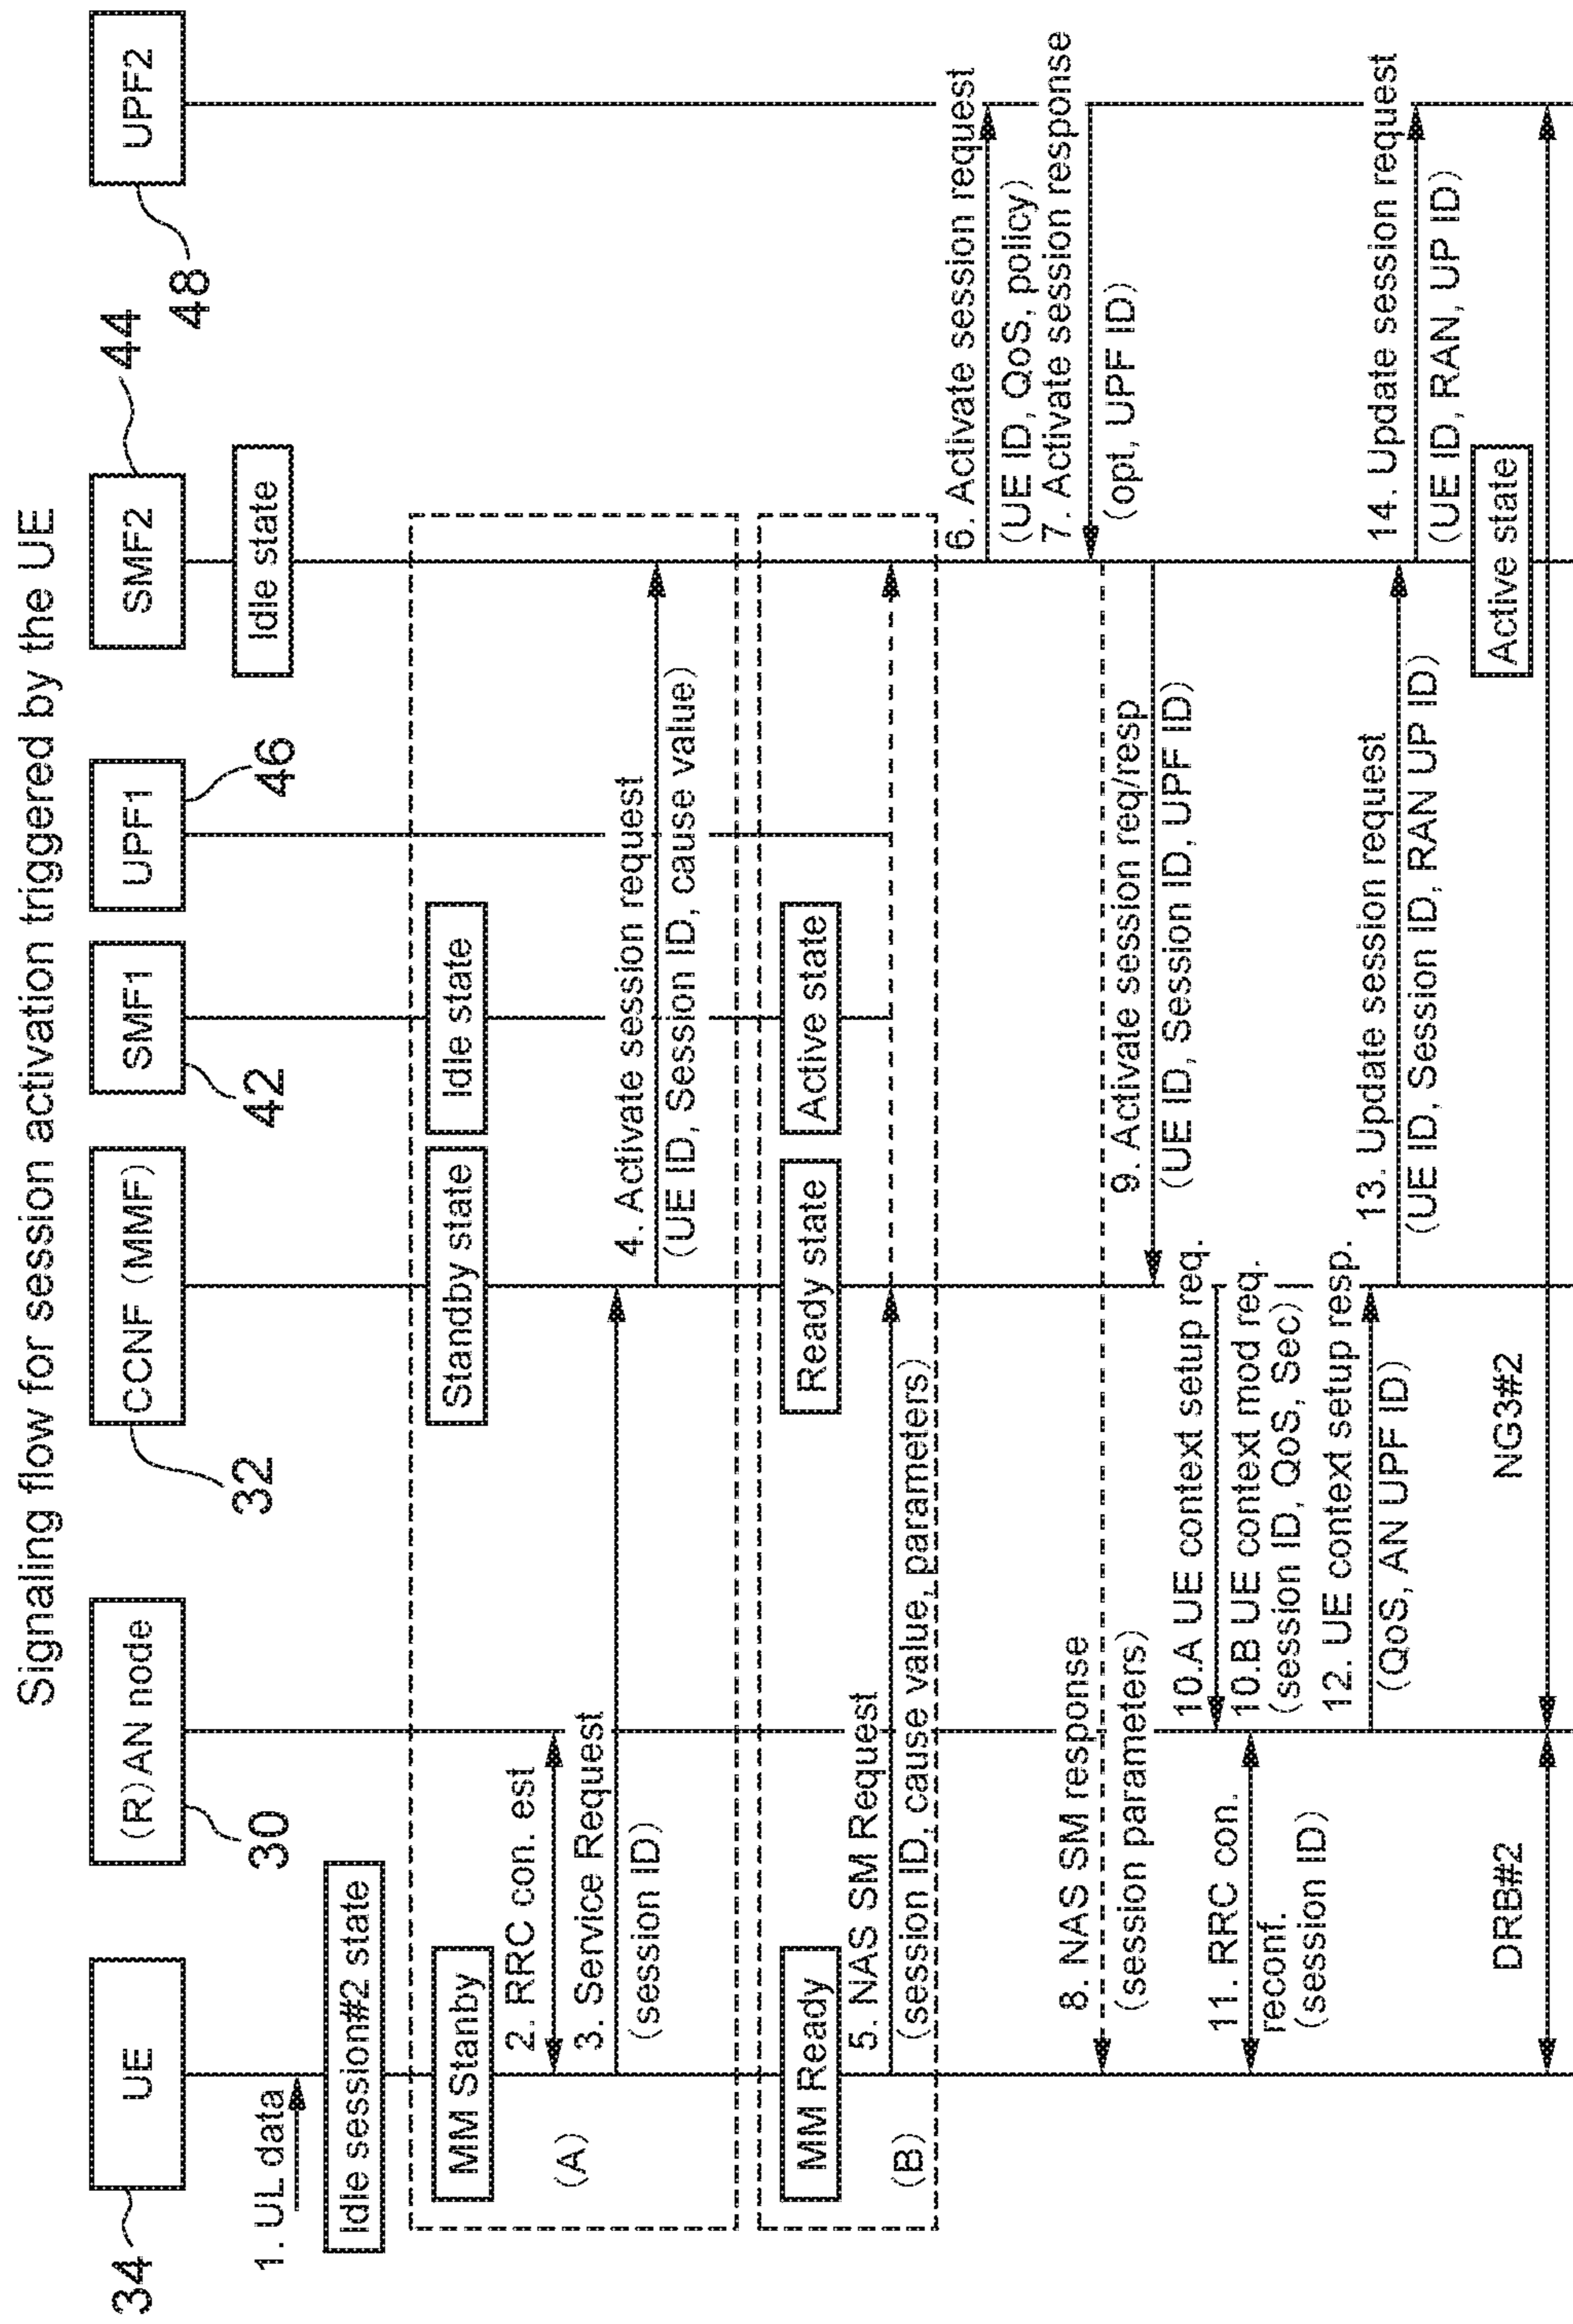 Signaling flow for session activation triggered by the UE
UE
(R)AN node
CCNF (MMF)
SMF1
UPF1
SMF2
UPF2
34
30
32
42
46
44
48
1. UL data
Idle state
Idle session#2 state
MM Stanby
Standby state
Idle state
2. RRC con. est
3. Service Request
(session ID)
(A)
4. Activate session request
(UE ID, Session ID, cause value)
MM Ready
Ready state
Active state
5. NAS SM Request
(session ID, cause value, parameters)
(B)
6. Activate session request
(UE ID, QoS, policy)
7. Activate session response
(opt, UPF ID)
8. NAS SM response
(session parameters)
9. Activate session req/resp
(UE ID, Session ID, UPF ID)
10.A UE context setup req.
10.B UE context mod req.
(session ID, QoS, Sec)
11. RRC con.
reconf.
(session ID)
12. UE context setup resp.
(QoS, AN UPF ID)
13. Update session request
(UE ID, Session ID, RAN UP ID)
14. Update session request
(UE ID, RAN, UP ID)
Active state
DRB#2
NG3#2